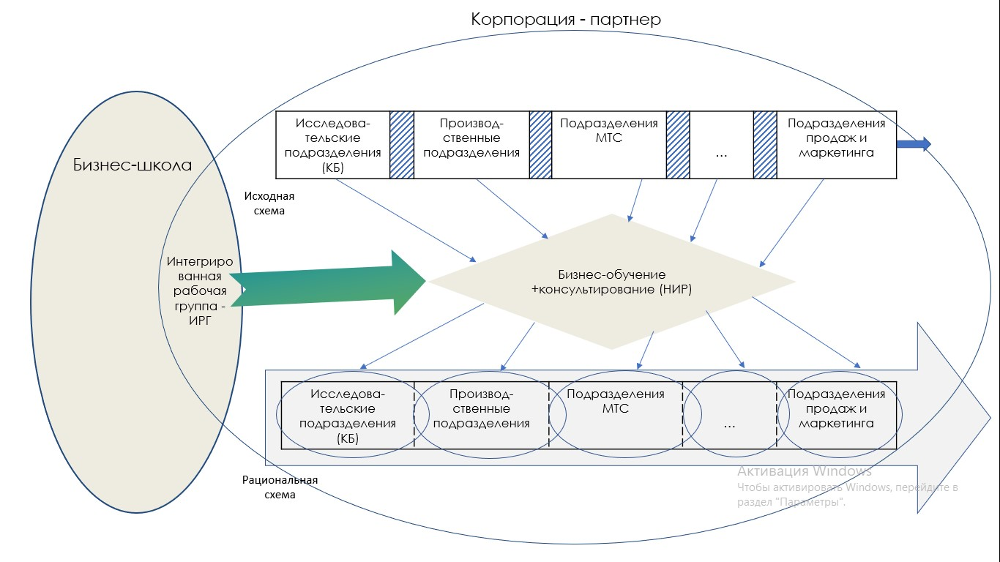 Корпорация - партнер
Исследова-
тельские
подразделения
(КБ)
Производ-
ственные
подразделения
Подразделения
МТС
...
Подразделения
продаж и
маркетинга
Бизнес-школа
Исходная
схема
Интегриро
ванная
рабочая
группа -
ИРГ
Бизнес-обучение
+консультирование (НИР)
Исследова-
тельские
подразделения
(КБ)
Производ-
ственные
подразделения
Подразделения
МТС
...
Подразделения
продаж и
маркетинга
Рациональная
схема
Активация Windows
Чтобы активировать Windows, перейдите в
раздел "Параметры".